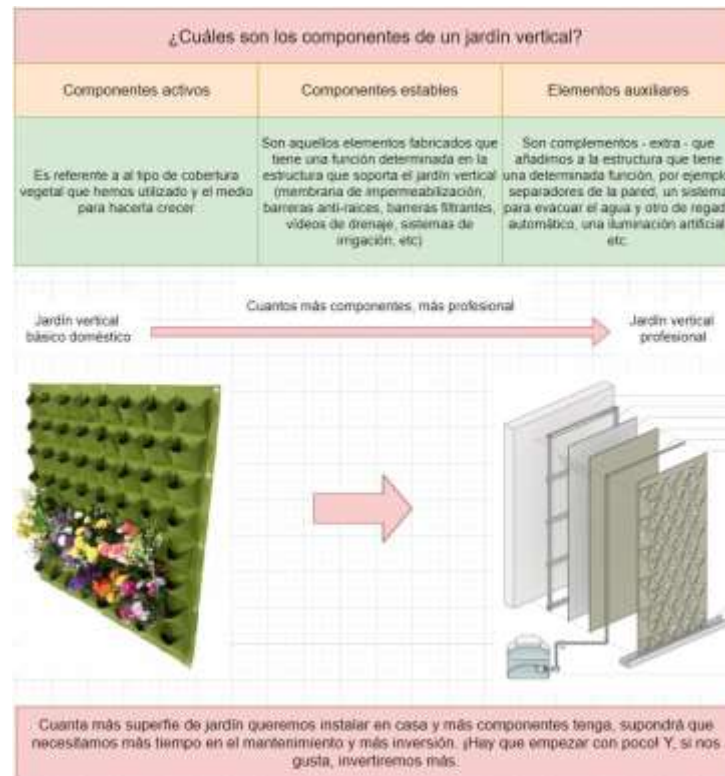 ¿Cuáles son los componentes de un jardín vertical?
Componentes activos
Componentes estables
Elementos auxiliares
Es referente a al tipo de cobertura
vegetal que hemos utilizado y el medio
para hacerla crecer
Son aquellos elementos fabricados que
tiene una función determinada en la
estructura que soporta el jardín vertical
(membrana de impermeabilización,
barreras anti-raíces, barreras filtrantes,
vídeos de drenaje, sistemas de
irrigación, etc)
Son complementos - extra - que
añadimos a la estructura que tiene
una determinada función, por ejemplo
separadores de la pared, un sistema
para evacuar el agua y otro de regad
automático, una iluminación artificial
etc.
Cuantos más componentes, más profesional
Jardín vertical
básico doméstico
Jardín vertical
profesional
Cuanta más superfie de jardín queremos instalar en casa y más componentes tenga, supondrá que
necesitamos más tiempo en el mantenimiento y más inversión. ¡Hay que empezar con poco! Y, si nos
gusta, invertiremos más.